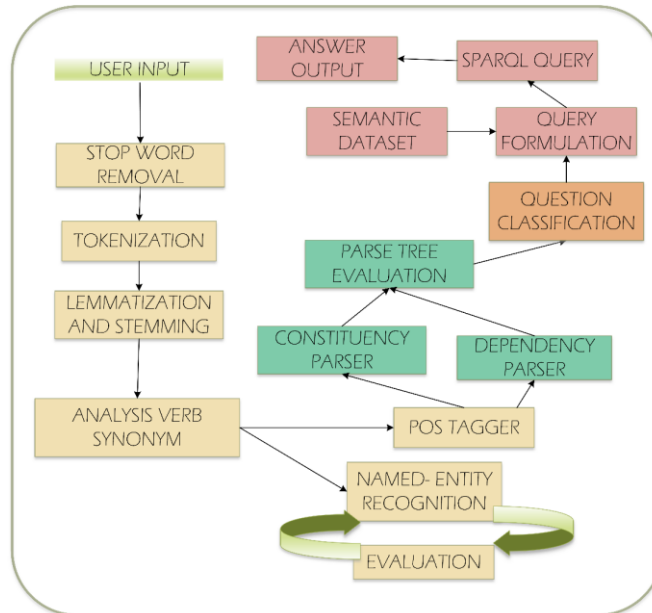 USER INPUT
STOP WORD
REMOVAL
TOKENIZATION
LEMMATIZATION
AND STEMMING
ANALYSIS VERB
SYNONYM
POS TAGGER
NAMED- ENTITY
RECOGNITION
EVALUATION
CONSTITUENCY
PARSER
DEPENDENCY
PARSER
PARSE TREE
EVALUATION
QUESTION
CLASSIFICATION
SEMANTIC
DATASET
QUERY
FORMULATION
SPARQL QUERY
ANSWER
OUTPUT